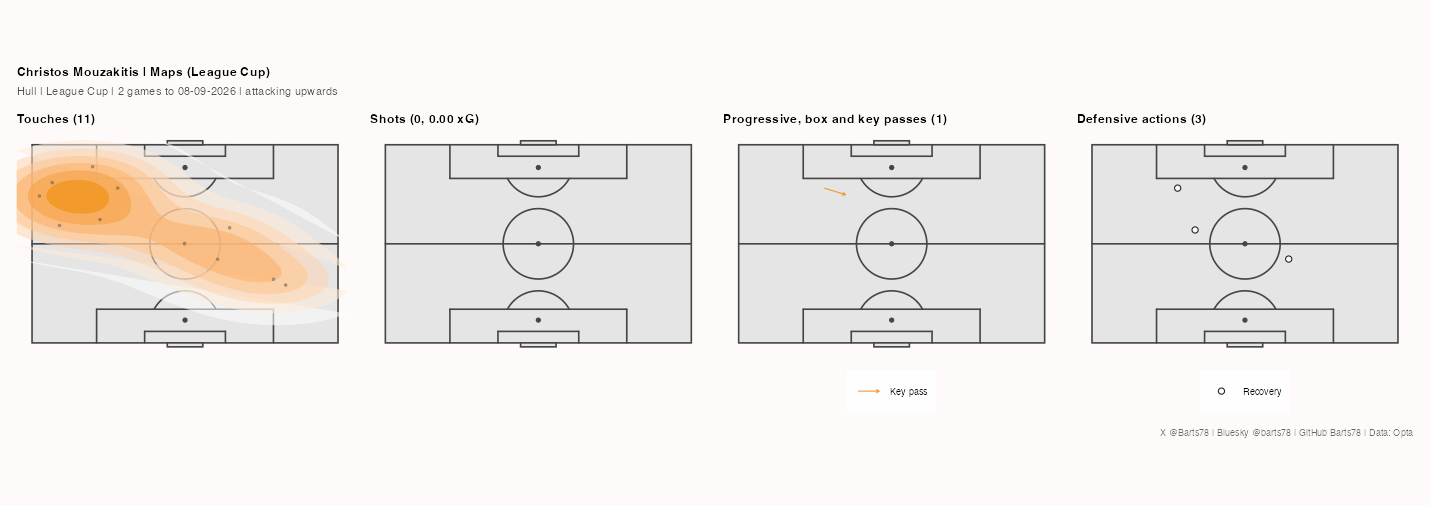 Christos Mouzakitis | Maps (League Cup)
Hull | League Cup | 2 games to 08-09-2026 | attacking upwards
Touches (11)
Shots (0, 0.00 xG)
Progressive, box and key passes (1)
Defensive actions (3)
Key pass
Recovery
X @Barts78 | Bluesky @barts78 | GitHub Barts78 | Data: Opta